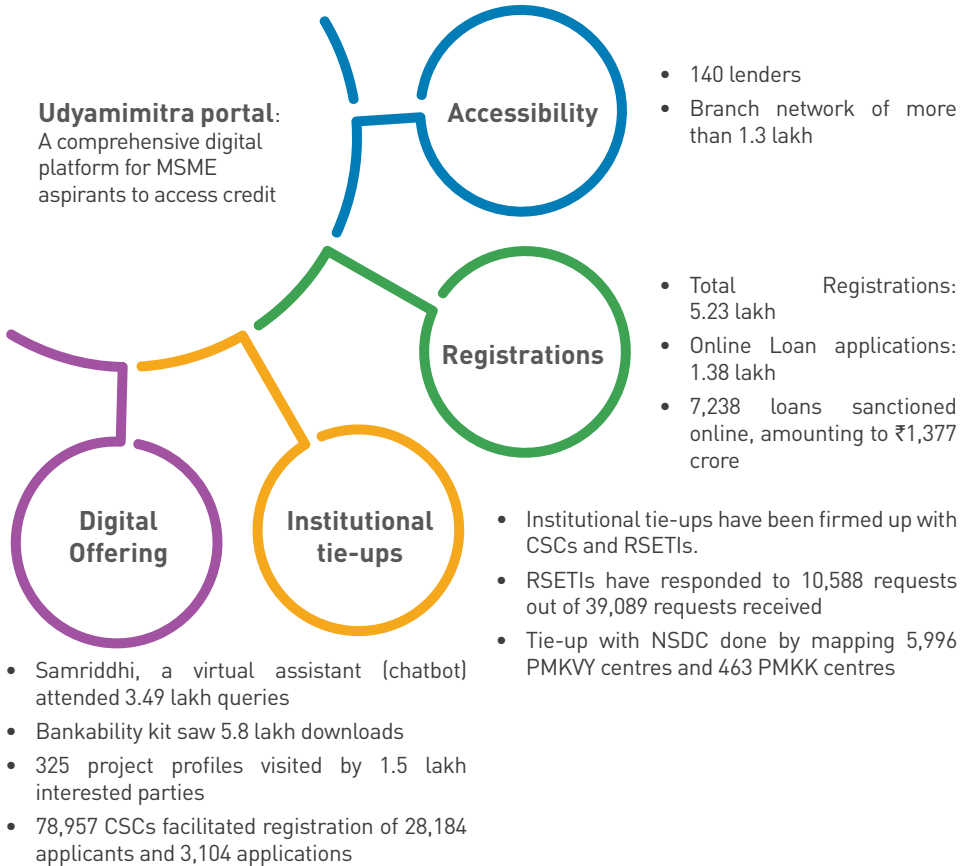 Udyamimitra portal:
A comprehensive digital
platform for MSME
aspirants to access credit
Accessibility
• 140 lenders
• Branch network of more
than 1.3 lakh
Registrations
• Total Registrations:
5.23 lakh
• Online Loan applications:
1.38 lakh
• 7,238 loans sanctioned
online, amounting to ₹1,377
crore
Institutional
tie-ups
• Institutional tie-ups have been firmed up with
CSCs and RSETIs.
• RSETIs have responded to 10,588 requests
out of 39,089 requests received
• Tie-up with NSDC done by mapping 5,996
PMKVY centres and 463 PMKK centres
Digital
Offering
• Samriddhi, a virtual assistant (chatbot)
attended 3.49 lakh queries
• Bankability kit saw 5.8 lakh downloads
• 325 project profiles visited by 1.5 lakh
interested parties
• 78,957 CSCs facilitated registration of 28,184
applicants and 3,104 applications